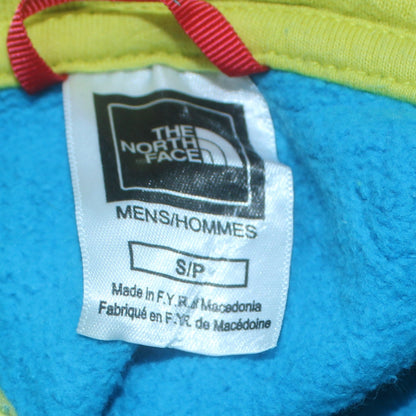 THE
NORTH
FACE
MENS/HOMMES
S/P
Made in F.Y.R. of Macedonia
Fabriqué en F.Y.R. de Macédoine